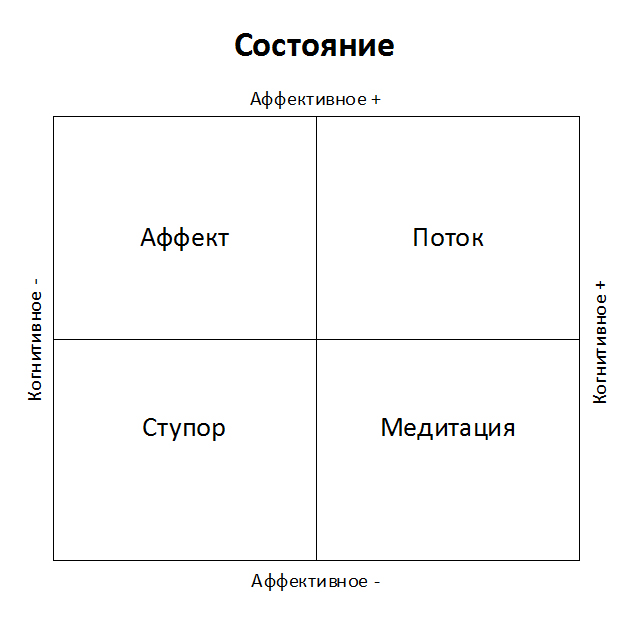 Состояние
Аффективное +
Аффект
Поток
Когнитивное -
Когнитивное +
Ступор
Медитация
Аффективное -